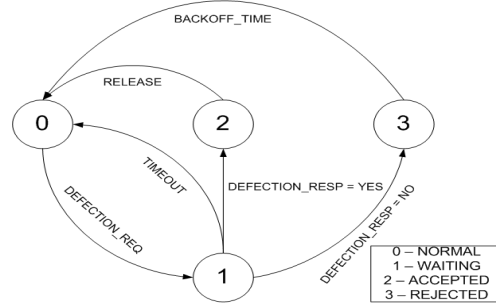 BACKOFF_TIME
RELEASE
0
2
3
TIMEOUT
DEFECTION_RESP = YES
DEFECTION_REQ
DEFECTION_RESP = NO
1
0 – NORMAL
1 – WAITING
2 – ACCEPTED
3 – REJECTED